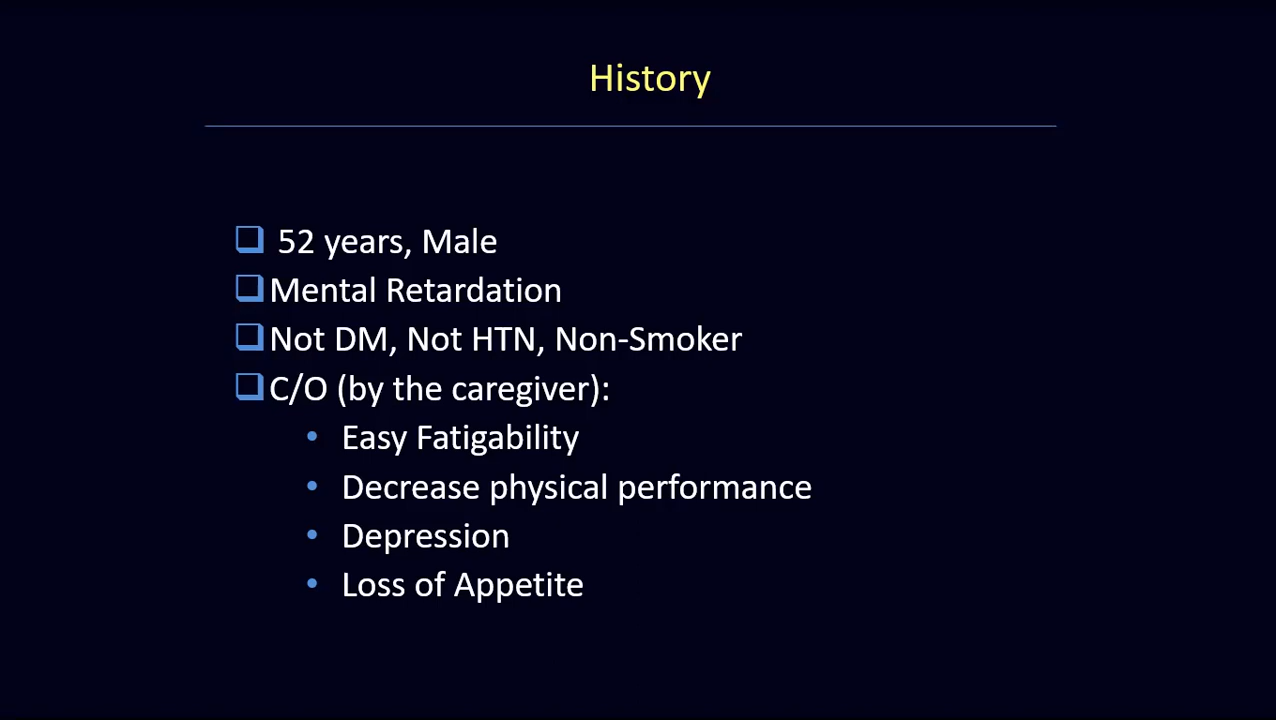 History
52 years, Male
Mental Retardation
Not DM, Not HTN, Non-Smoker
C/O (by the caregiver):
• Easy Fatigability
• Decrease physical performance
• Depression
• Loss of Appetite